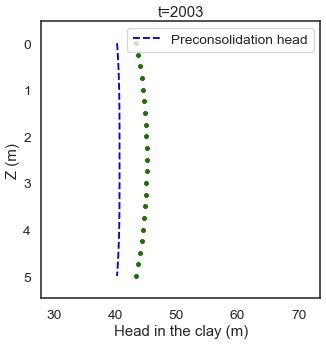 t=2003
Preconsolidation head
0
1
2
3
4
5
Z (m)
30 40 50 60 70
Head in the clay (m)